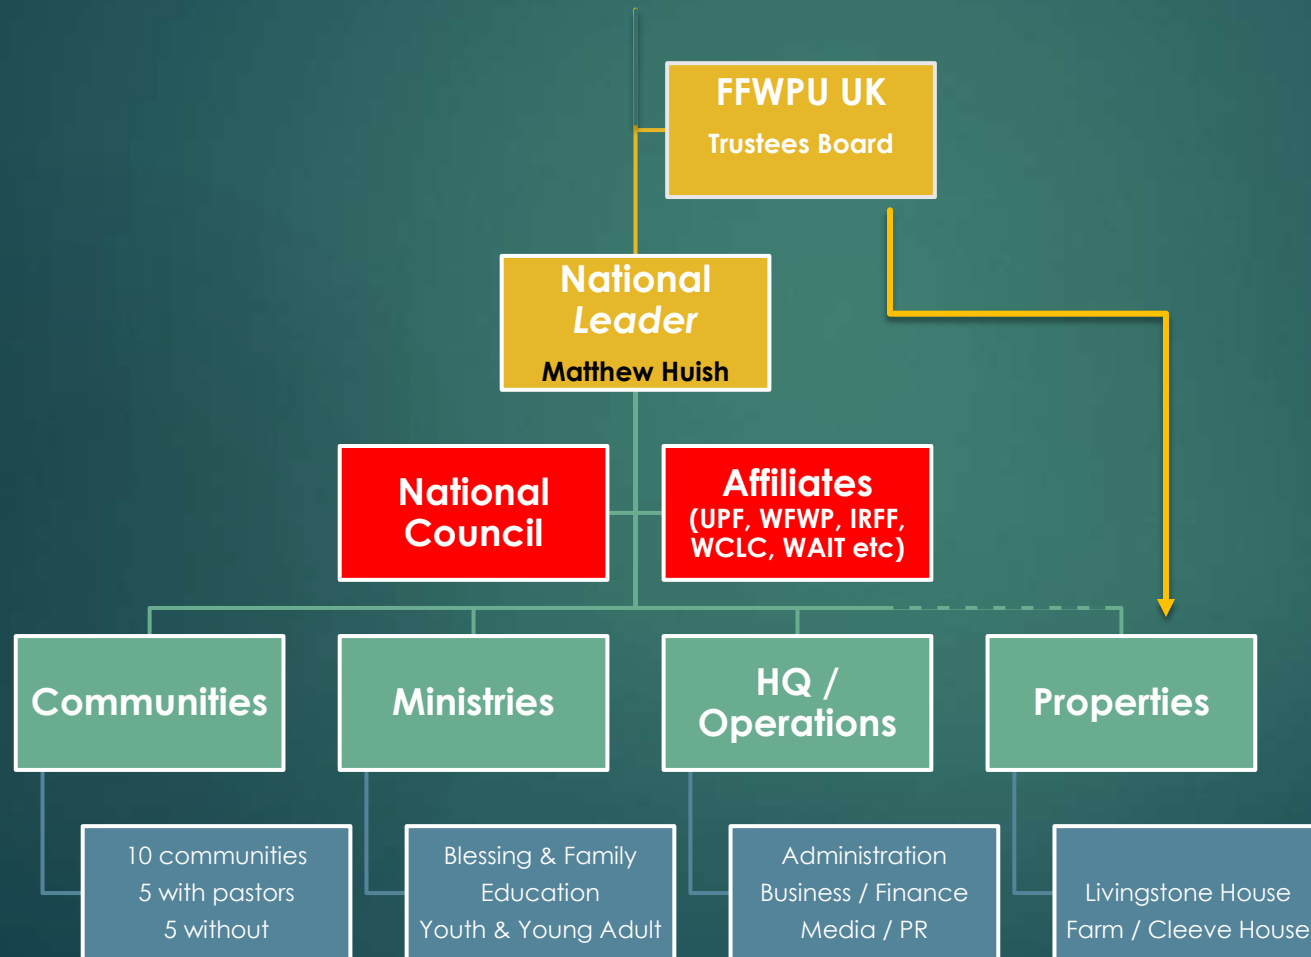 FFWPU UK
Trustees Board
National
Leader
Matthew Huish
National
Council
Affiliates
(UPF, WFWP, IRFF,
WCLC, WAIT etc)
Communities
Ministries
HQ /
Operations
Properties
10 communities
5 with pastors
5 without
Blessing & Family
Education
Youth & Young Adult
Administration
Business / Finance
Media / PR
Livingstone House
Farm / Cleeve House